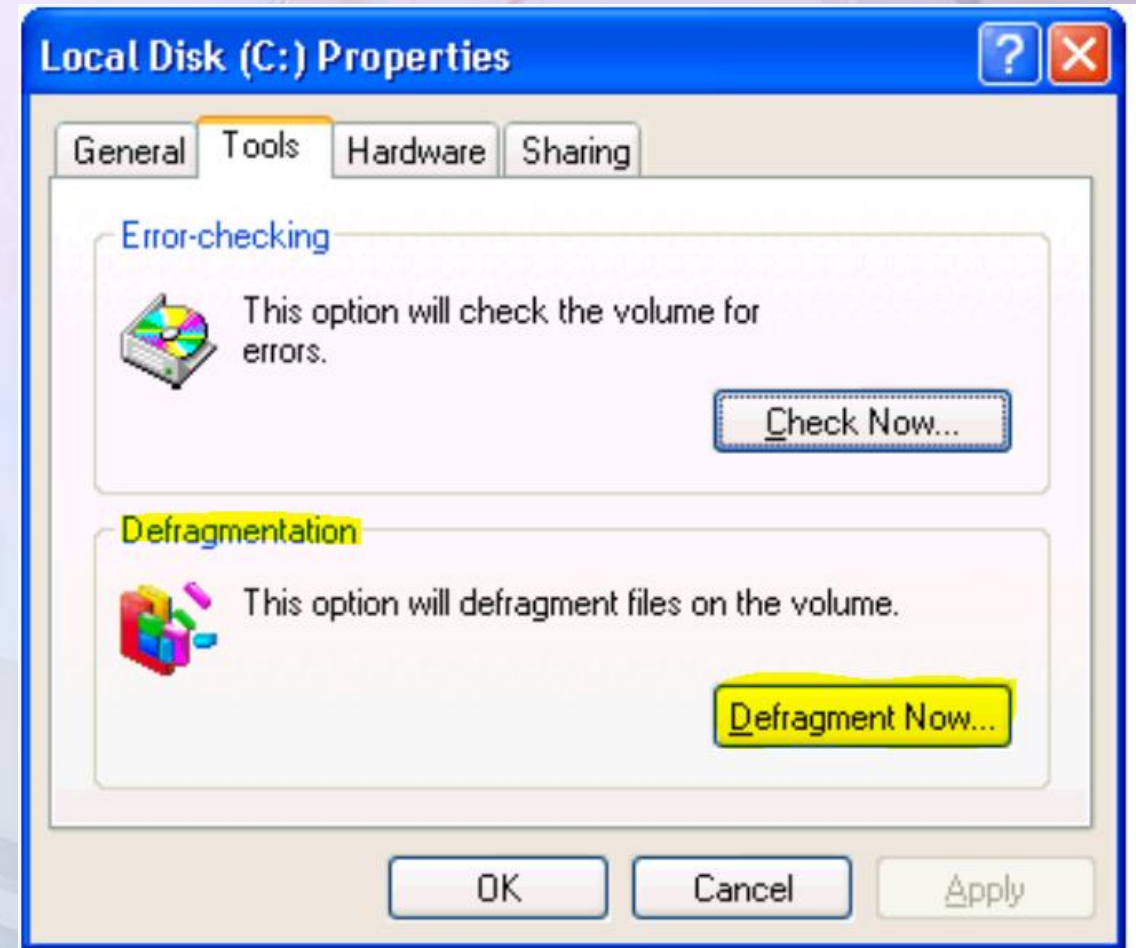 Local Disk (C:) Properties
General Tools Hardware Sharing
Error-checking
This option will check the volume for
errors.
Check Now...
Defragmentation
This option will defragment files on the volume.
Defragment Now...
OK Cancel Apply